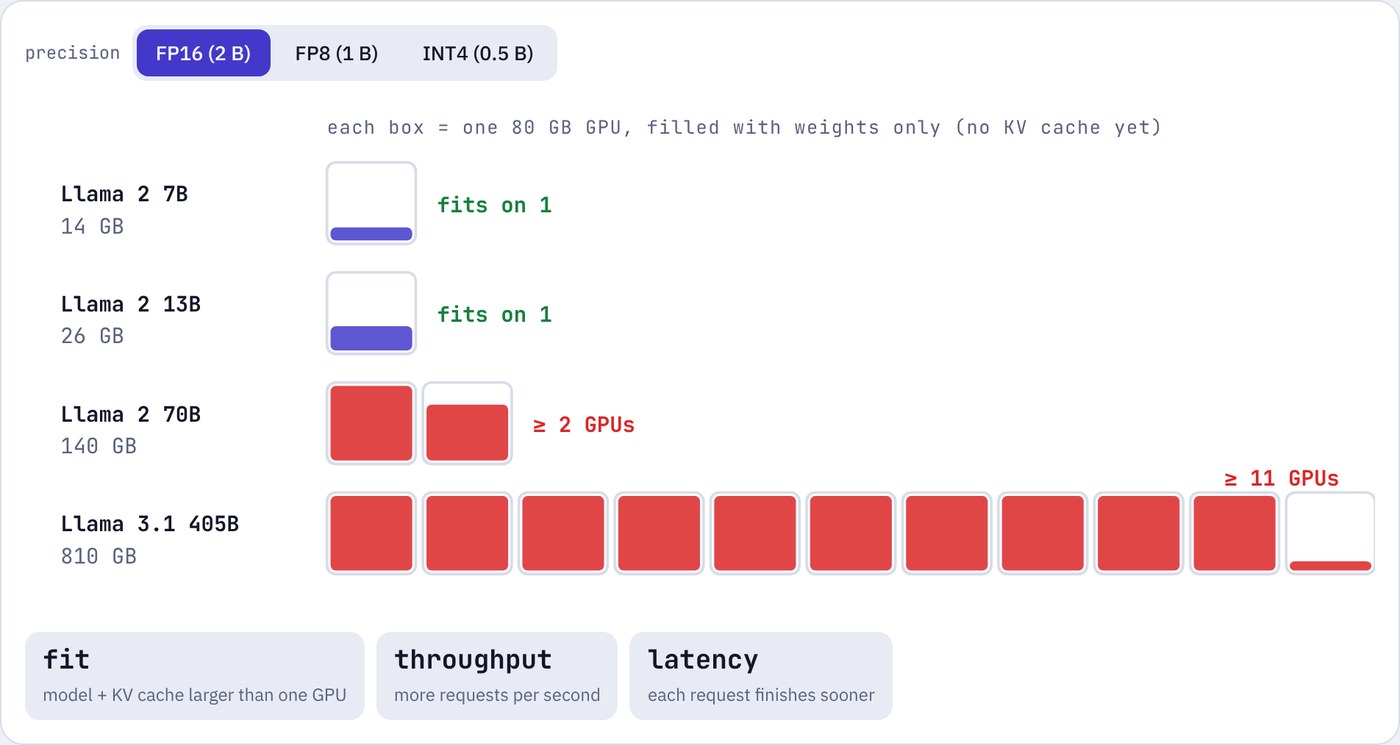 precision FP16 (2 B) FP8 (1 B) INT4 (0.5 B)
each box = one 80 GB GPU, filled with weights only (no KV cache yet)
Llama 2 7B
14 GB
fits on 1
Llama 2 13B
26 GB
fits on 1
Llama 2 70B
140 GB
≥ 2 GPUs
≥ 11 GPUs
Llama 3.1 405B
810 GB
fit
model + KV cache larger than one GPU
throughput
more requests per second
latency
each request finishes sooner